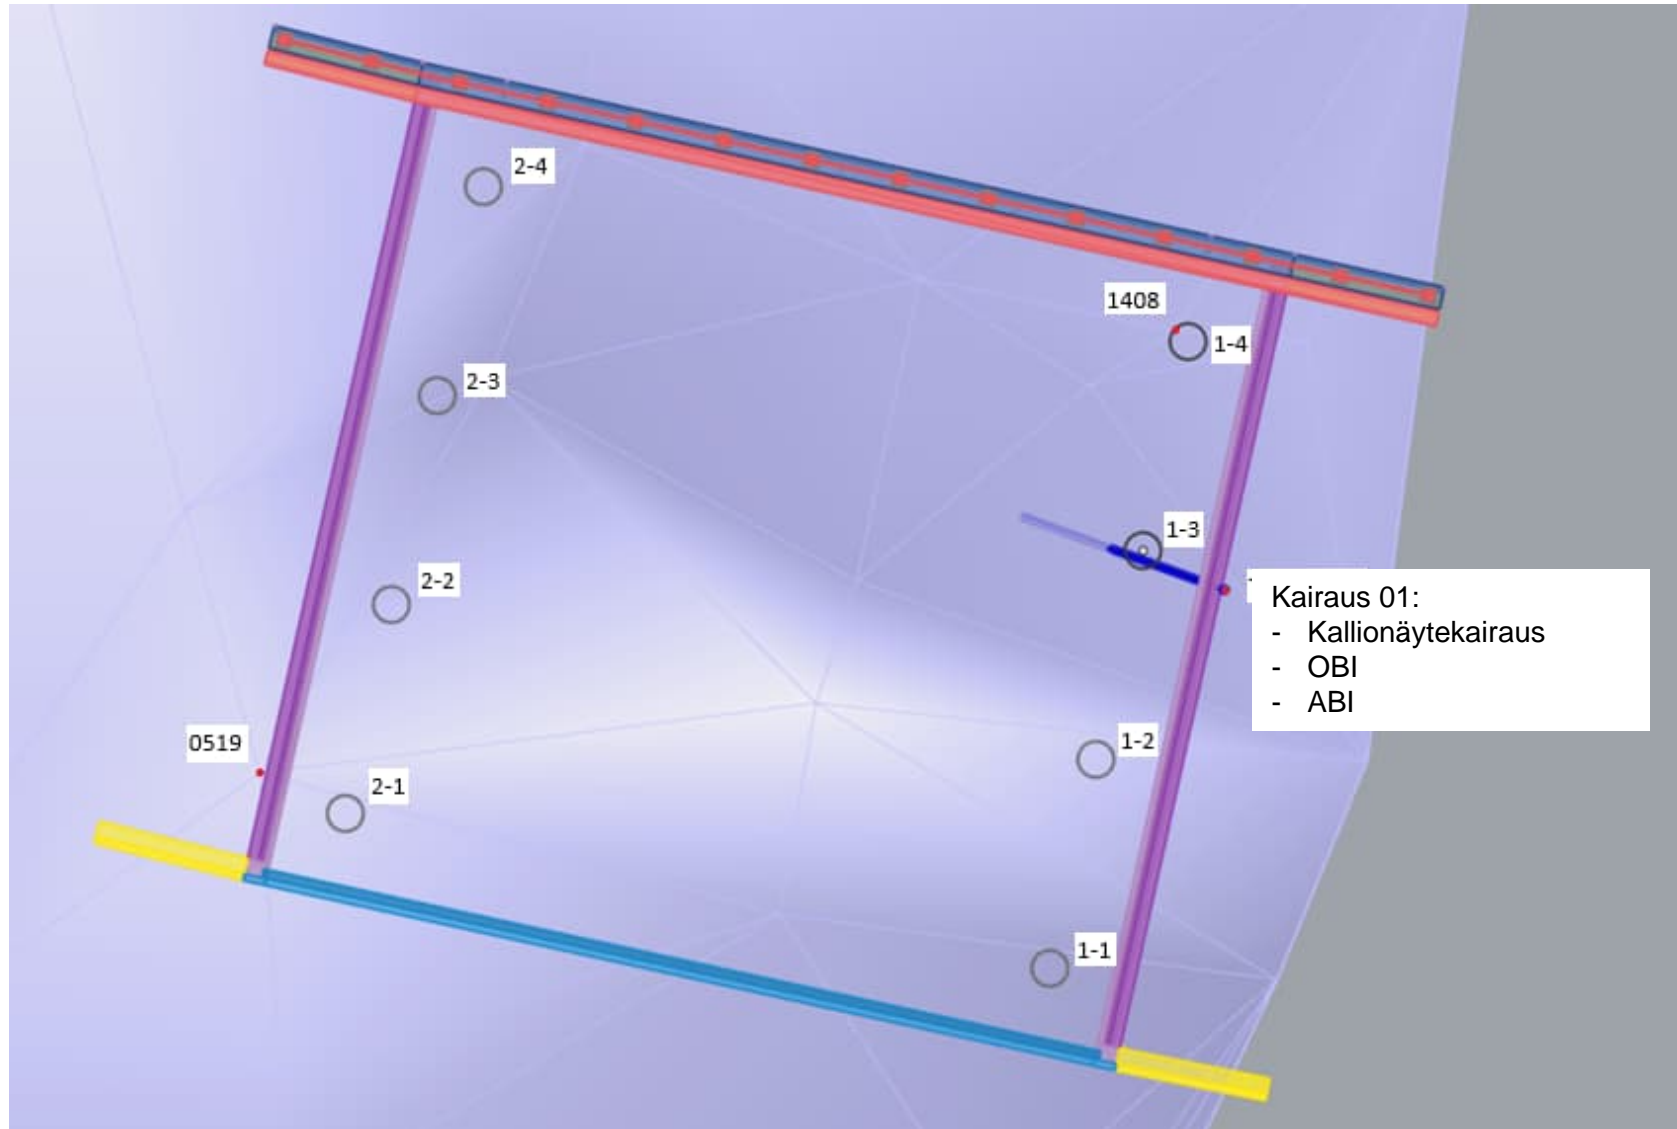 2-4
1408
1-4
2-3
1-3
Kairaus 01:
- Kallionäytekairaus
- OBI
- ABI
2-2
0519
1-2
2-1
1-1